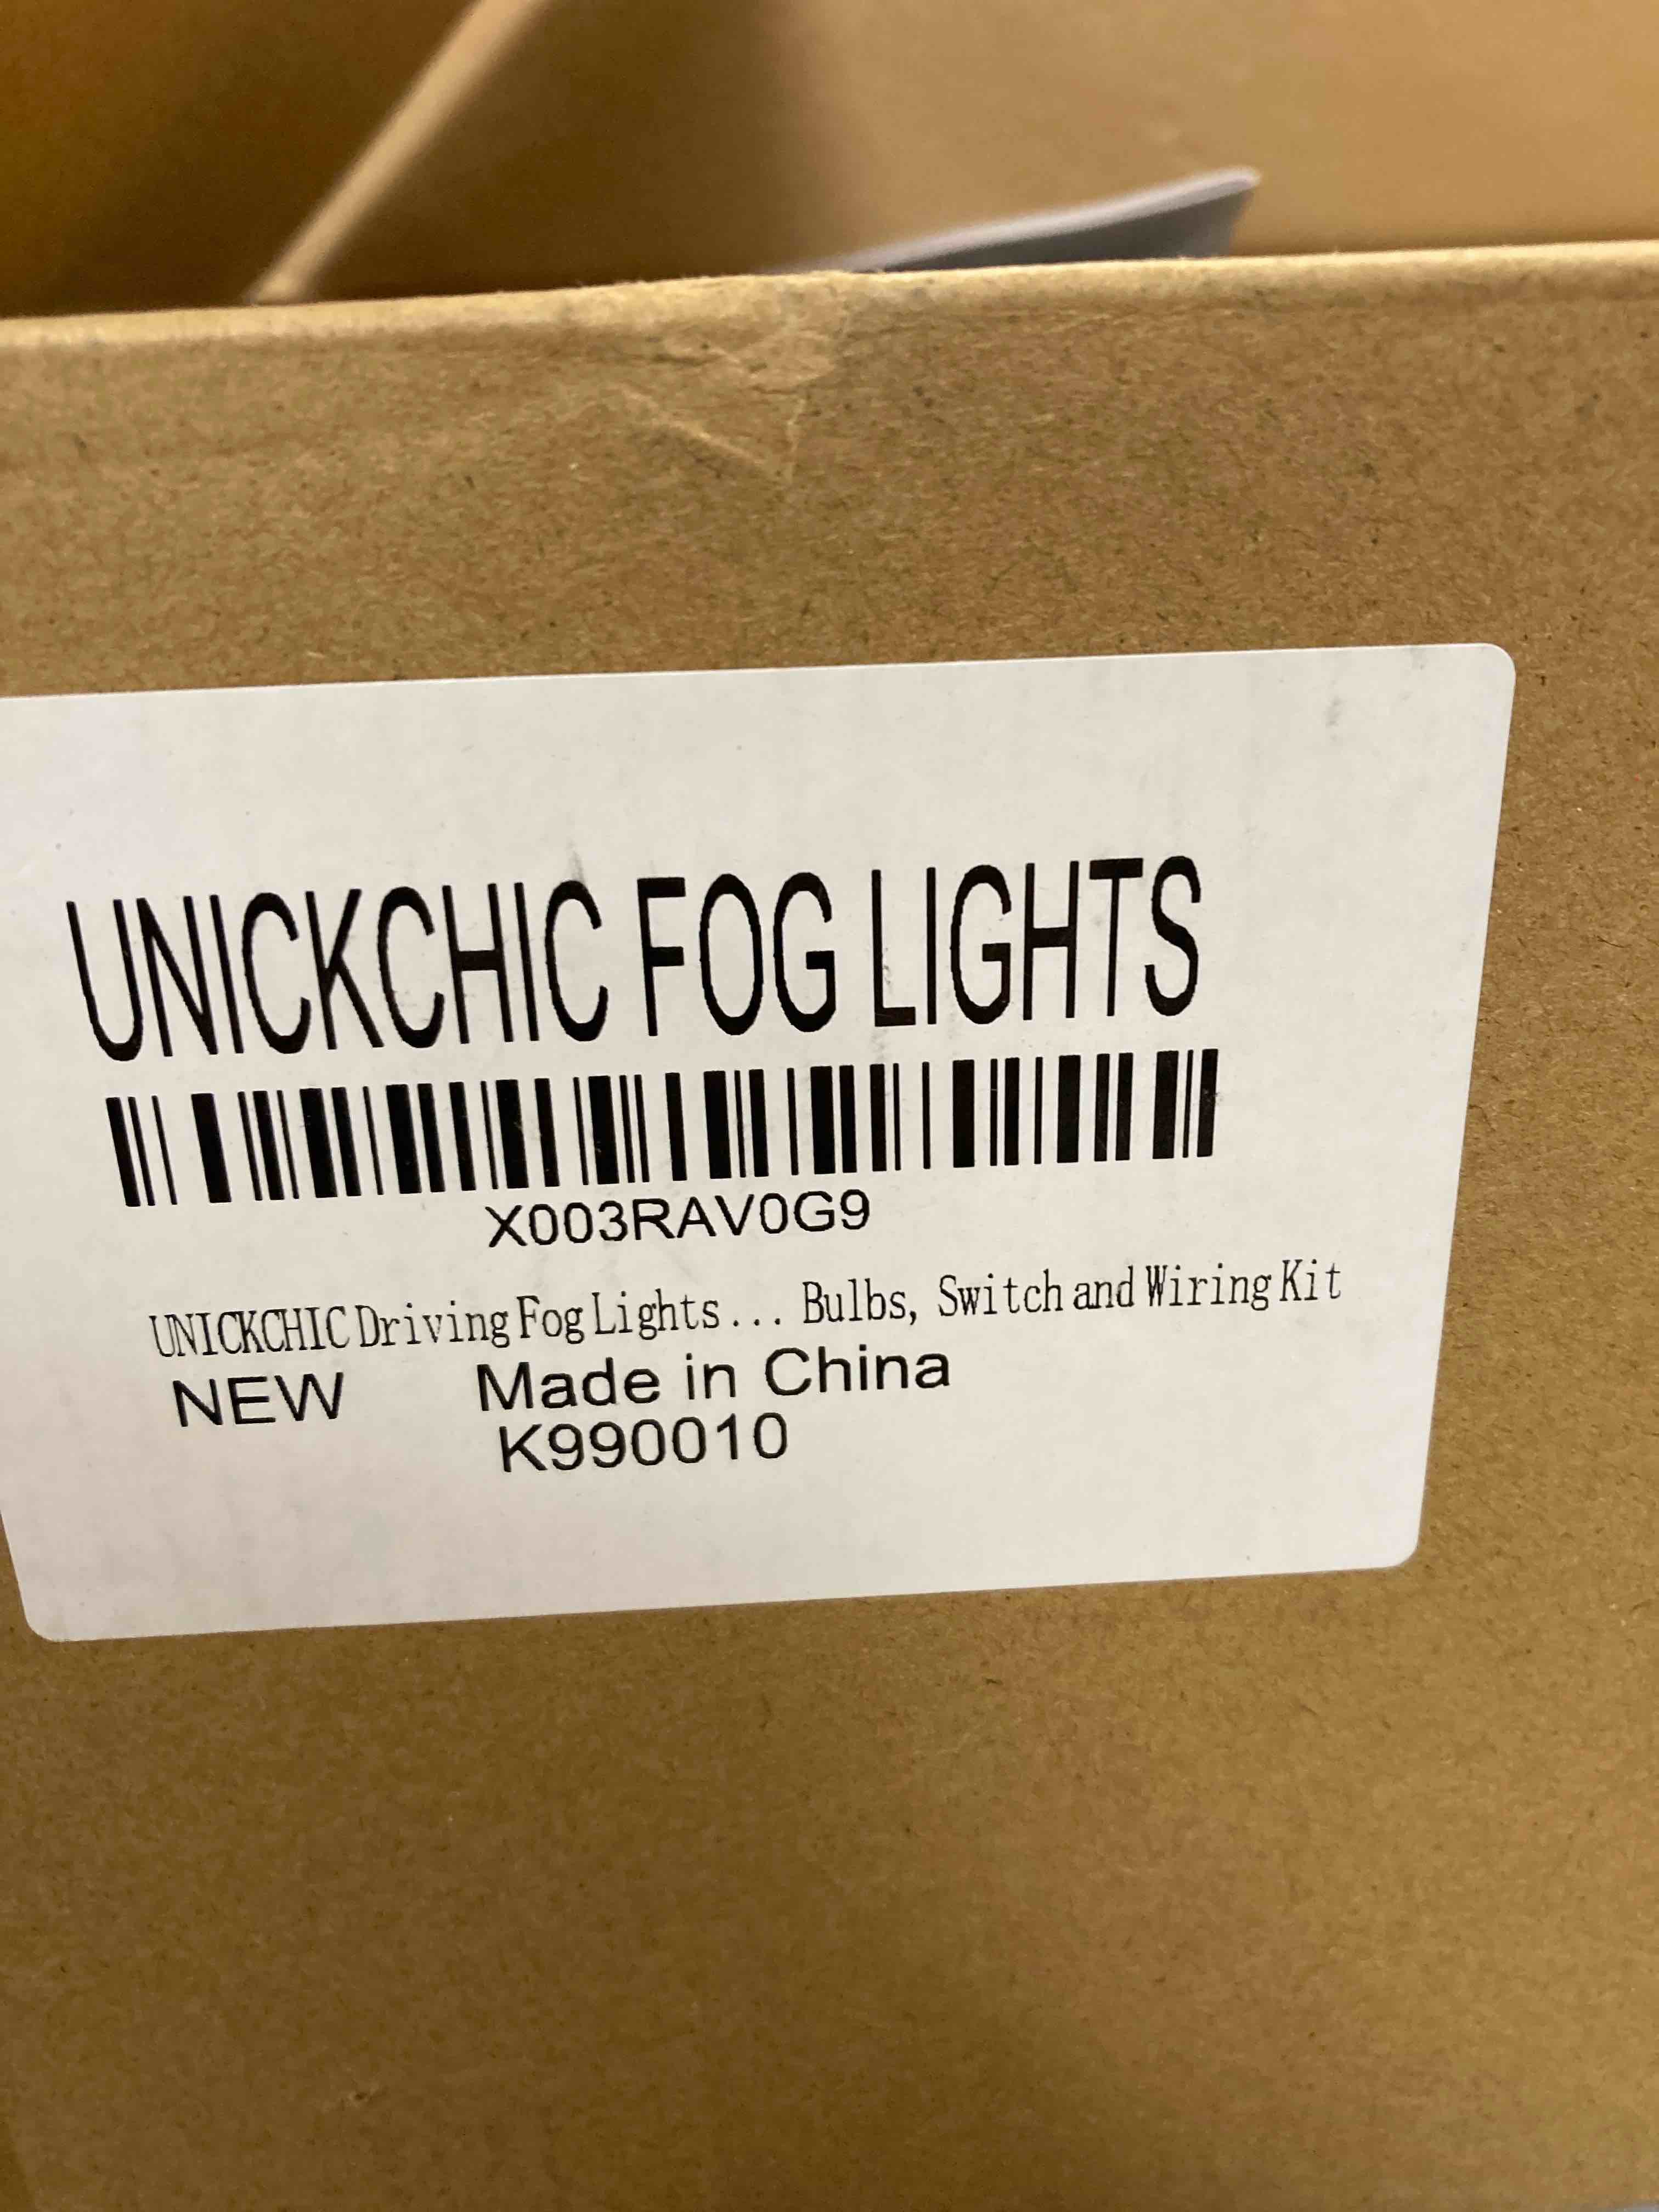 UNICKCHIC FOG LIGHTS
X003RAV0G9
UNICKCHIC Driving Fog Lights... Bulbs, Switch and Wiring Kit
NEW Made in China
K990010